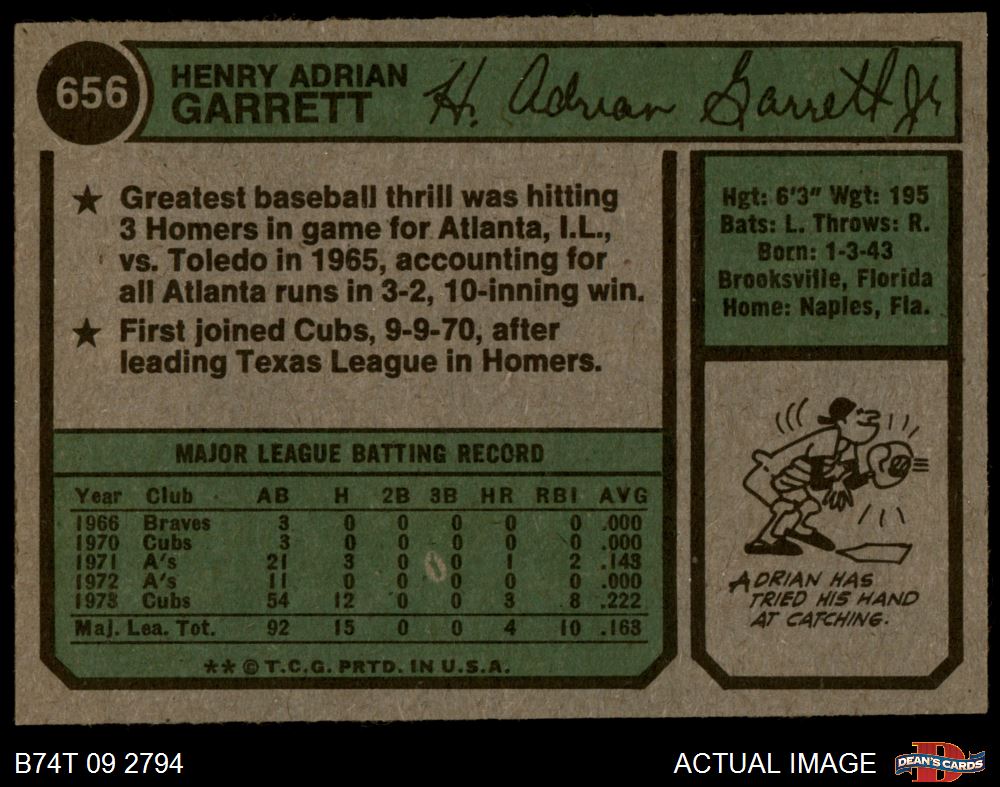 656
HENRY ADRIAN
GARRETT
H. Adrian Garrett Jr
★ Greatest baseball thrill was hitting
3 Homers in game for Atlanta, I.L.,
vs. Toledo in 1965, accounting for
all Atlanta runs in 3-2, 10-inning win.
★ First joined Cubs, 9-9-70, after
leading Texas League in Homers.
Hgt: 6'3" Wgt: 195
Bats: L. Throws: R.
Born: 1-3-43
Brooksville, Florida
Home: Naples, Fla.
MAJOR LEAGUE BATTING RECORD
Year Club AB H 2B 3B HR RBI AVG
1966 Braves 3 0 0 0 0 0 .000
1970 Cubs 3 0 0 0 0 0 .000
1971 A's 21 3 0 0 1 2 .143
1972 A's 11 0 0 0 0 0 .000
1973 Cubs 54 12 0 0 3 8 .222
Maj. Lea. Tot. 92 15 0 0 4 10 .163
** © T.C.G. PRTD. IN U.S.A.
ADRIAN HAS
TRIED HIS HAND
AT CATCHING.
B74T 09 2794
ACTUAL IMAGE
DEAN'S CARDS